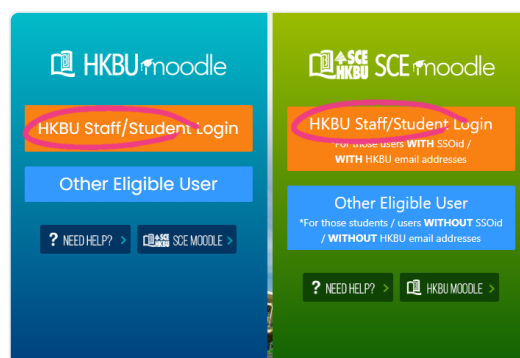 HKBU moodle
HKBU Staff/Student Login
Other Eligible User
? NEED HELP? >
SCE HKBU SCE MOODLE >
SCE HKBU SCE moodle
HKBU Staff/Student Login
*For those users WITH SSOid /
WITH HKBU email addresses
Other Eligible User
*For those students / users WITHOUT SSOid
/ WITHOUT HKBU email addresses
? NEED HELP? >
HKBU MOODLE >